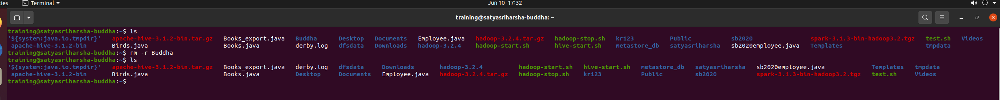 ties Terminal Jun 10 17:32
training@satyasriharsha-buddha: ~
training@satyasriharsha-buddha:~$ ls
'${system:java.io.tmpdir}' apache-hive-3.1.2-bin.tar.gz Books_export.java Buddha Desktop Documents Employee.java hadoop-3.2.4.tar.gz hadoop-stop.sh kr123 Public sb2020 spark-3.1.3-bin-hadoop3.2.tgz test.sh Videos
apache-hive-3.1.2-bin Birds.java Books.java derby.log dfsdata Downloads hadoop-3.2.4 hadoop-start.sh hive-start.sh metastore_db satyasriharsha sb2020employee.java Templates tmpdata
training@satyasriharsha-buddha:~$ rm -r Buddha
training@satyasriharsha-buddha:~$ ls
'${system:java.io.tmpdir}' apache-hive-3.1.2-bin.tar.gz Books_export.java derby.log dfsdata Downloads hadoop-3.2.4 hadoop-start.sh hive-start.sh metastore_db satyasriharsha sb2020employee.java Templates tmpdata
apache-hive-3.1.2-bin Birds.java Books.java Desktop Documents Employee.java hadoop-3.2.4.tar.gz hadoop-stop.sh kr123 Public sb2020 spark-3.1.3-bin-hadoop3.2.tgz test.sh Videos
training@satyasriharsha-buddha:~$